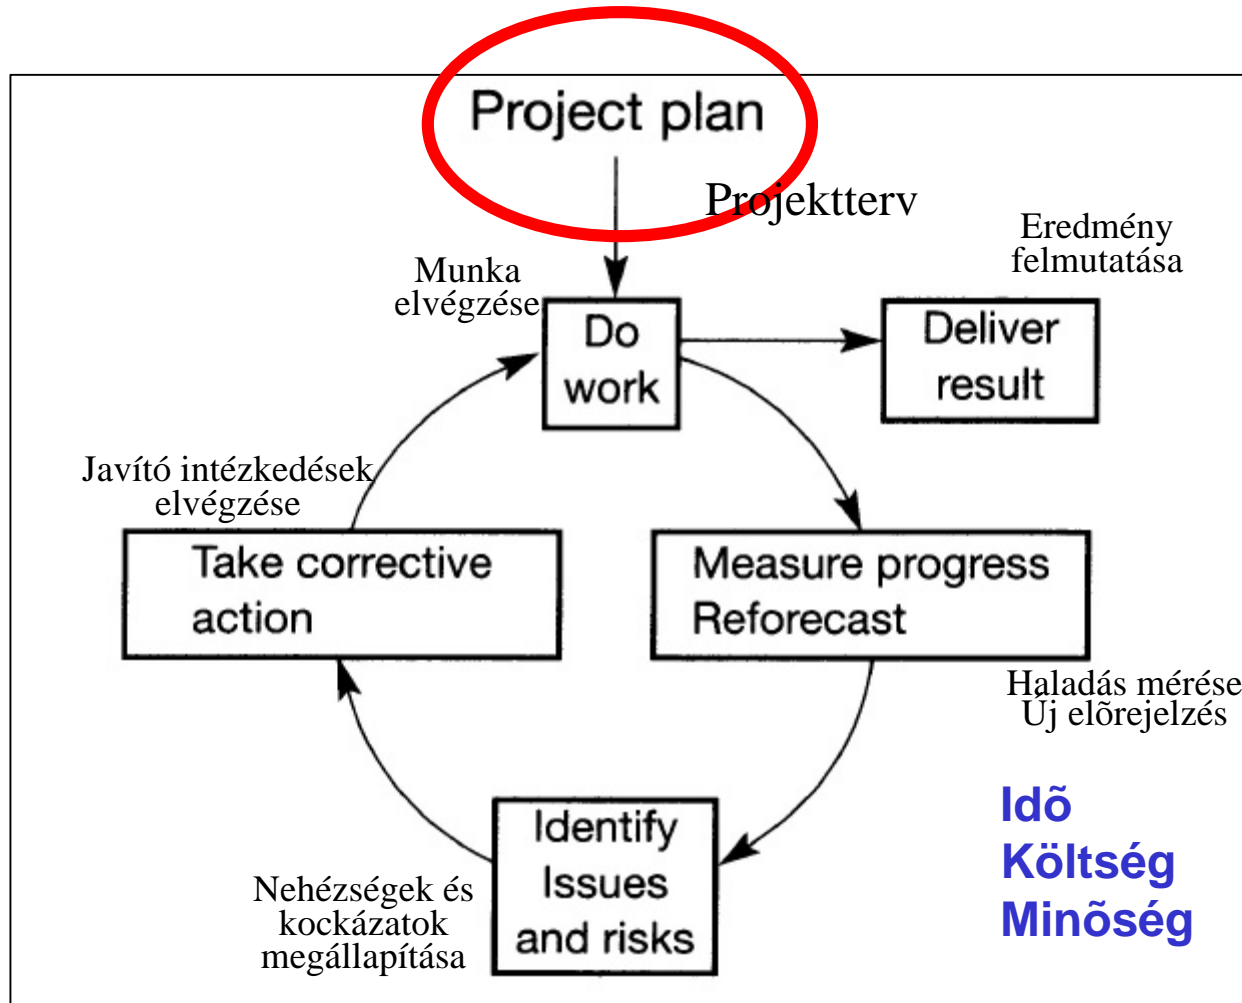 Project plan
Projektterv
Eredmény
felmutatása
Munka
elvégzése
Do
work
Deliver
result
Javító intézkedések
elvégzése
Take corrective
action
Measure progress
Reforecast
Haladás mérése
Új elõrejelzés
Identify
Issues
and risks
Nehézségek és
kockázatok
megállapítása
Idõ
Költség
Minõség